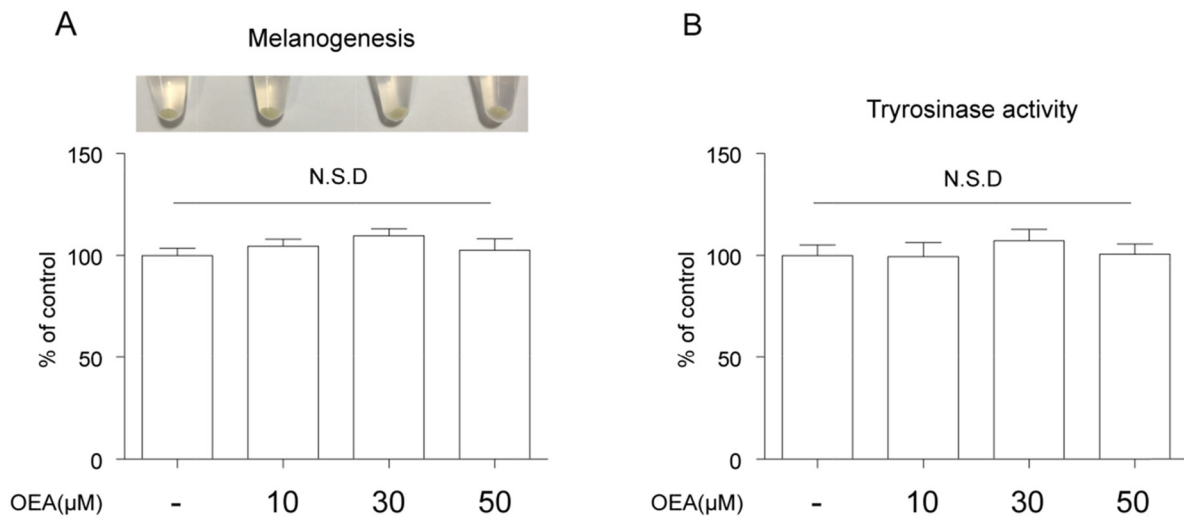 A
Melanogenesis
150
N.S.D
100
% of control
50
0
OEA(μM) - 10 30 50
B
Tryrosinase activity
150
N.S.D
100
% of control
50
0
OEA(μM) - 10 30 50